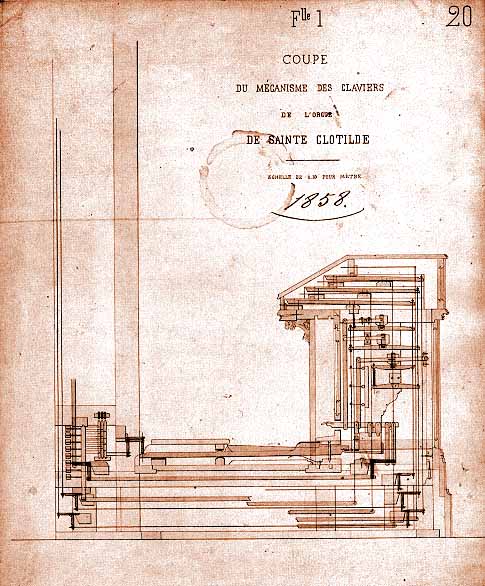 Flle 1
20
COUPE
DU MÉCANISME DES CLAVIERS
DE L'ORGUE
DE SAINTE CLOTILDE
ÉCHELLE DE 0.10 POUR MÈTRE
1858.